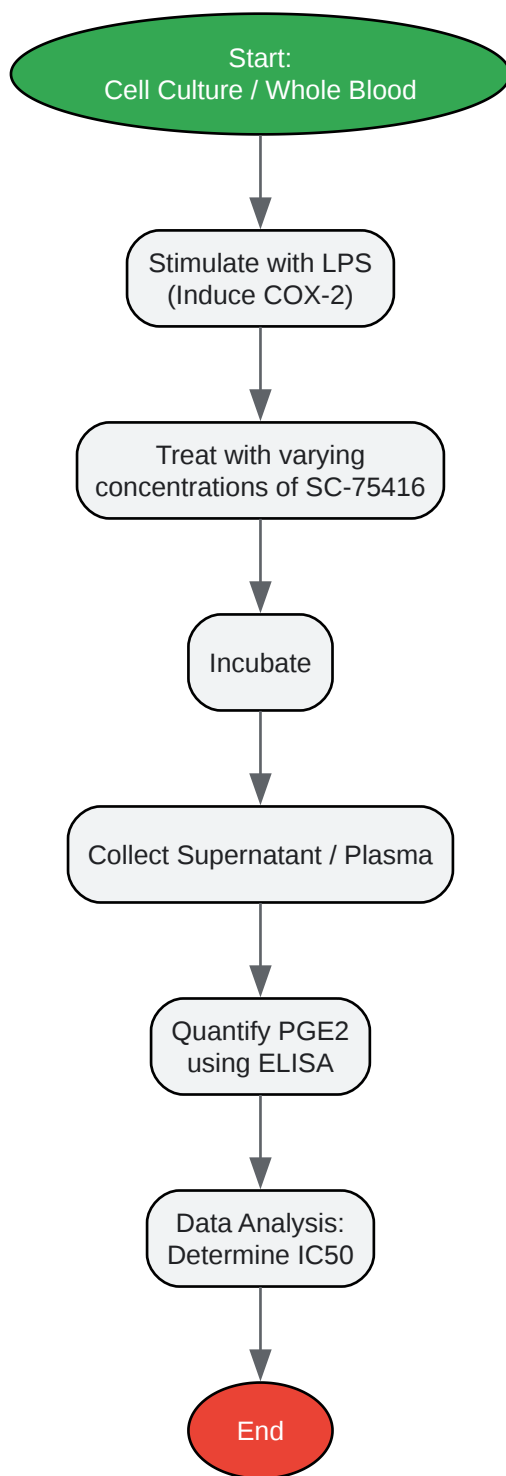 Start:
Cell Culture / Whole Blood
Stimulate with LPS
(Induce COX-2)
Treat with varying
concentrations of SC-75416
Incubate
Collect Supernatant / Plasma
Quantify PGE2
using ELISA
Data Analysis:
Determine IC50
End